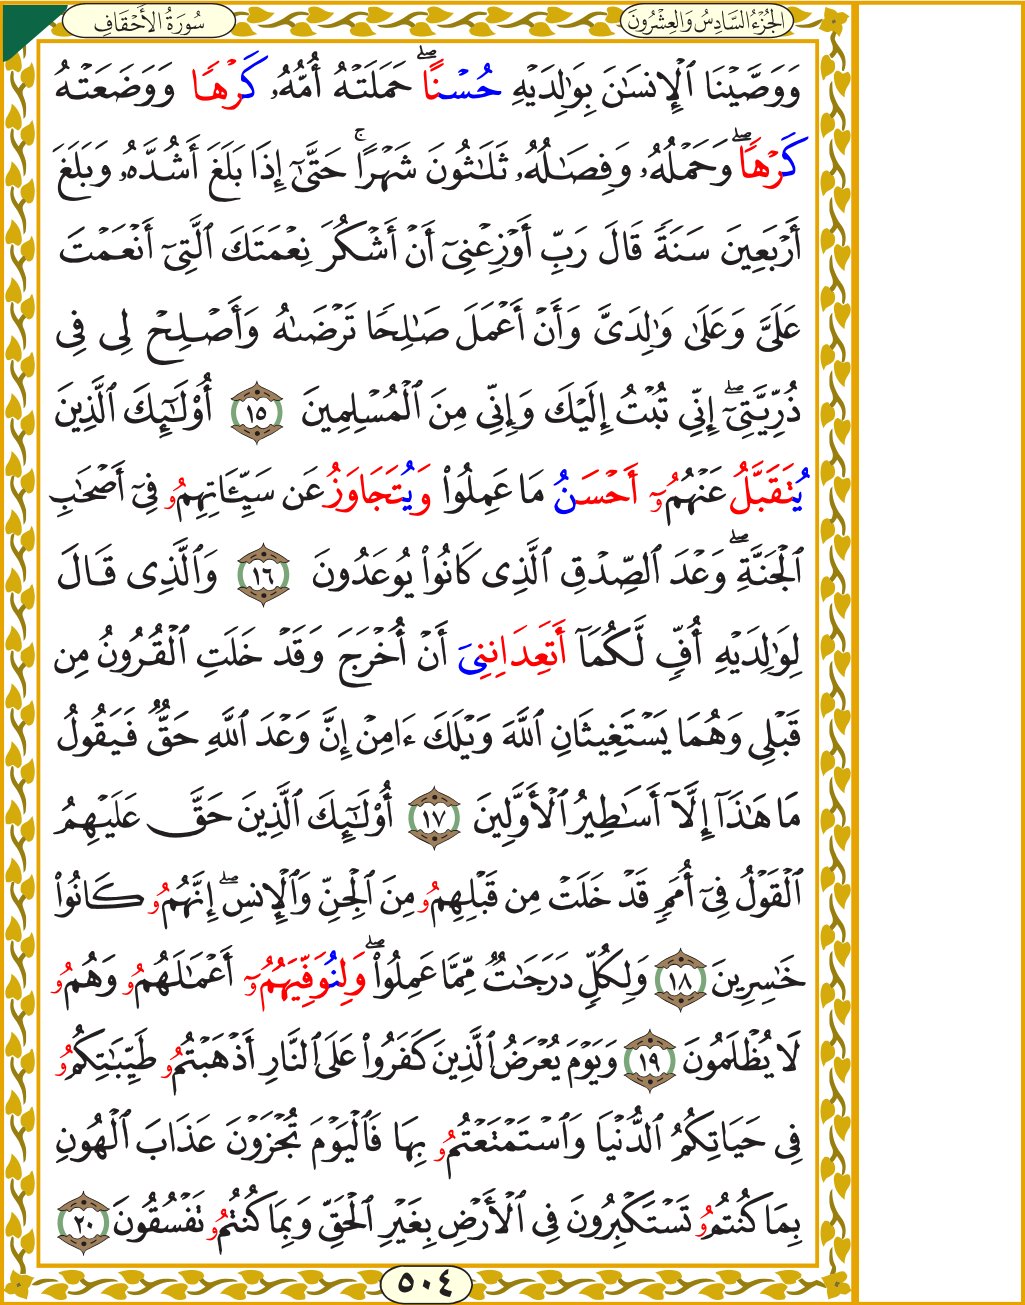 الجُزْءُ السَّادِسُ وَالعِشْرُونَ
سُورَةُ الأَحْقَافِ
وَوَصَّيْنَا ٱلْإِنسَٰنَ بِوَٰلِدَيْهِ حُسْنًاۖ حَمَلَتْهُ أُمُّهُۥ كَرْهًا وَوَضَعَتْهُ
كَرْهًاۖ وَحَمْلُهُۥ وَفِصَٰلُهُۥ ثَلَٰثُونَ شَهْرًاۚ حَتَّىٰٓ إِذَا بَلَغَ أَشُدَّهُۥ وَبَلَغَ
أَرْبَعِينَ سَنَةً قَالَ رَبِّ أَوْزِعْنِىٓ أَنْ أَشْكُرَ نِعْمَتَكَ ٱلَّتِىٓ أَنْعَمْتَ
عَلَىَّ وَعَلَىٰ وَٰلِدَىَّ وَأَنْ أَعْمَلَ صَٰلِحًا تَرْضَىٰهُ وَأَصْلِحْ لِى فِى
ذُرِّيَّتِىٓۖ إِنِّى تُبْتُ إِلَيْكَ وَإِنِّى مِنَ ٱلْمُسْلِمِينَ ١٥ أُو۟لَٰٓئِكَ ٱلَّذِينَ
يُتَقَبَّلُ عَنْهُمُۥٓ أَحْسَنُ مَا عَمِلُوا۟ وَيُتَجَاوَزُ عَن سَيِّـَٔاتِهِمُۥ فِىٓ أَصْحَٰبِ
ٱلْجَنَّةِۖ وَعْدَ ٱلصِّدْقِ ٱلَّذِى كَانُوا۟ يُوعَدُونَ ١٦ وَٱلَّذِى قَالَ
لِوَٰلِدَيْهِ أُفٍّ لَّكُمَآ أَتَعِدَانِنِىَ أَنْ أُخْرَجَ وَقَدْ خَلَتِ ٱلْقُرُونُ مِن
قَبْلِى وَهُمَا يَسْتَغِيثَانِ ٱللَّهَ وَيْلَكَ ءَامِنْ إِنَّ وَعْدَ ٱللَّهِ حَقٌّ فَيَقُولُ
مَا هَٰذَآ إِلَّآ أَسَٰطِيرُ ٱلْأَوَّلِينَ ١٧ أُو۟لَٰٓئِكَ ٱلَّذِينَ حَقَّ عَلَيْهِمُ
ٱلْقَوْلُ فِىٓ أُمَمٍ قَدْ خَلَتْ مِن قَبْلِهِمُۥ مِنَ ٱلْجِنِّ وَٱلْإِنسِۖ إِنَّهُمُۥ كَانُوا۟
خَٰسِرِينَ ١٨ وَلِكُلٍّ دَرَجَٰتٌ مِّمَّا عَمِلُوا۟ۖ وَلِنُوَفِّيَهُمُۥٓ أَعْمَٰلَهُمُۥ وَهُمُۥ
لَا يُظْلَمُونَ ١٩ وَيَوْمَ يُعْرَضُ ٱلَّذِينَ كَفَرُوا۟ عَلَى ٱلنَّارِ أَذْهَبْتُمُۥ طَيِّبَٰتِكُمُۥ
فِى حَيَاتِكُمُ ٱلدُّنْيَا وَٱسْتَمْتَعْتُمُۥ بِهَا فَٱلْيَوْمَ تُجْزَوْنَ عَذَابَ ٱلْهُونِ
بِمَا كُنتُمُۥ تَسْتَكْبِرُونَ فِى ٱلْأَرْضِ بِغَيْرِ ٱلْحَقِّ وَبِمَا كُنتُمُۥ تَفْسُقُونَ ٢٠
٥٠٤